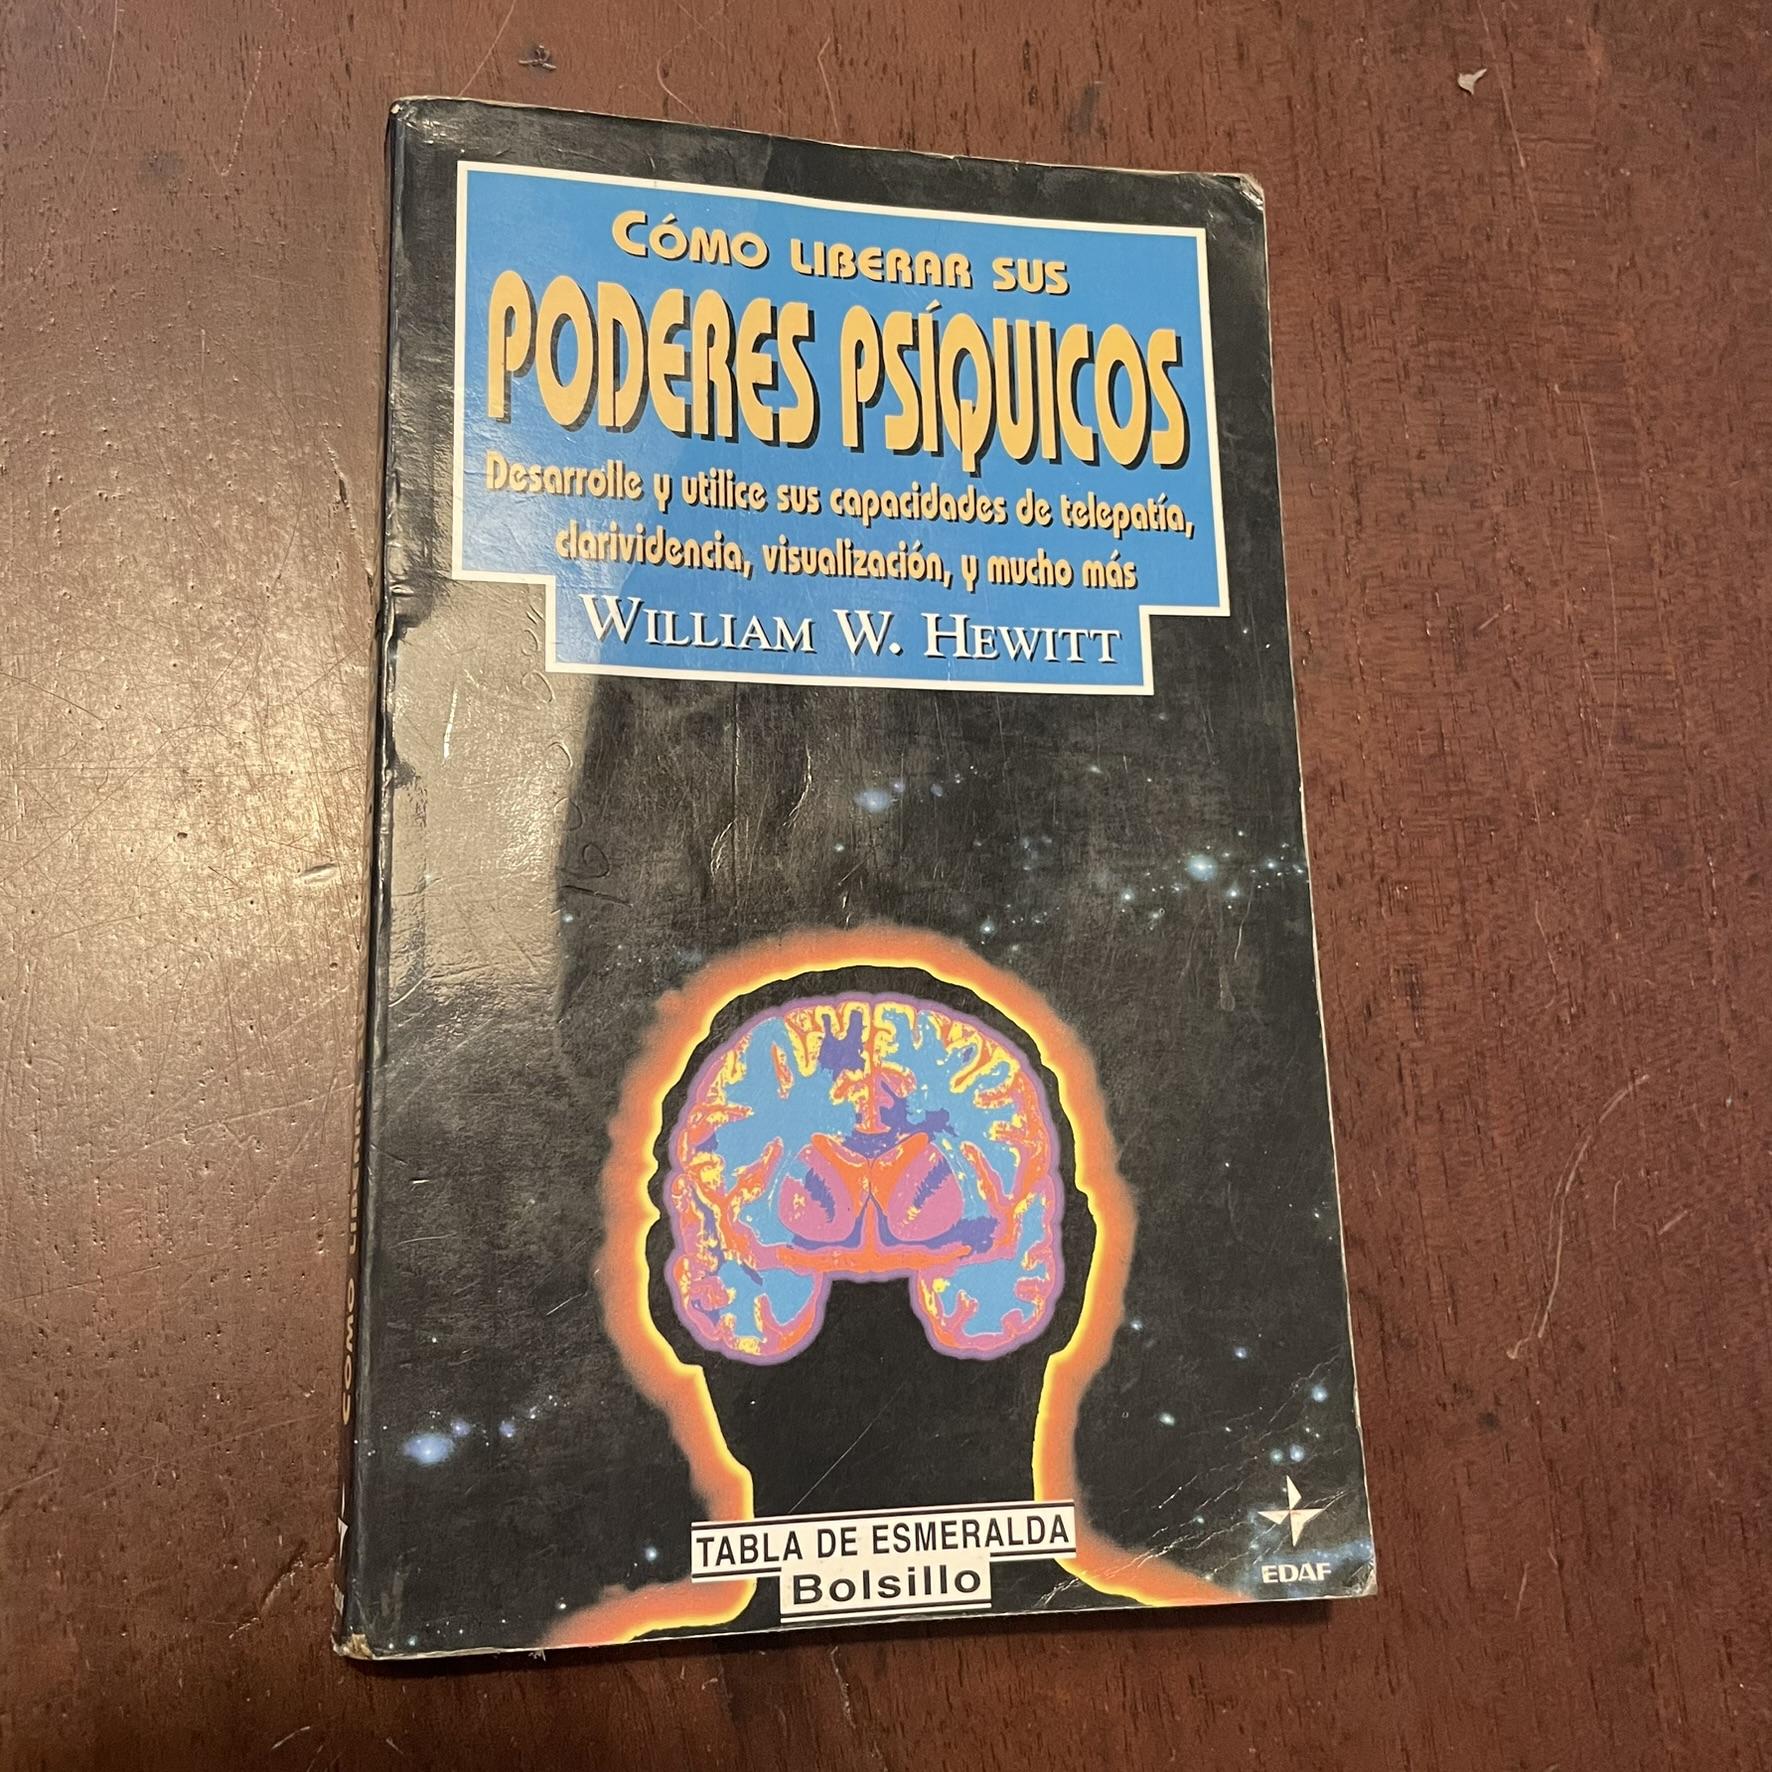 CÓMO LIBERAR SUS
PODERES PSÍQUICOS
Desarrolle y utilice sus capacidades de telepatía,
clarividencia, visualización, y mucho más
WILLIAM W. HEWITT
TABLA DE ESMERALDA
Bolsillo
EDAF